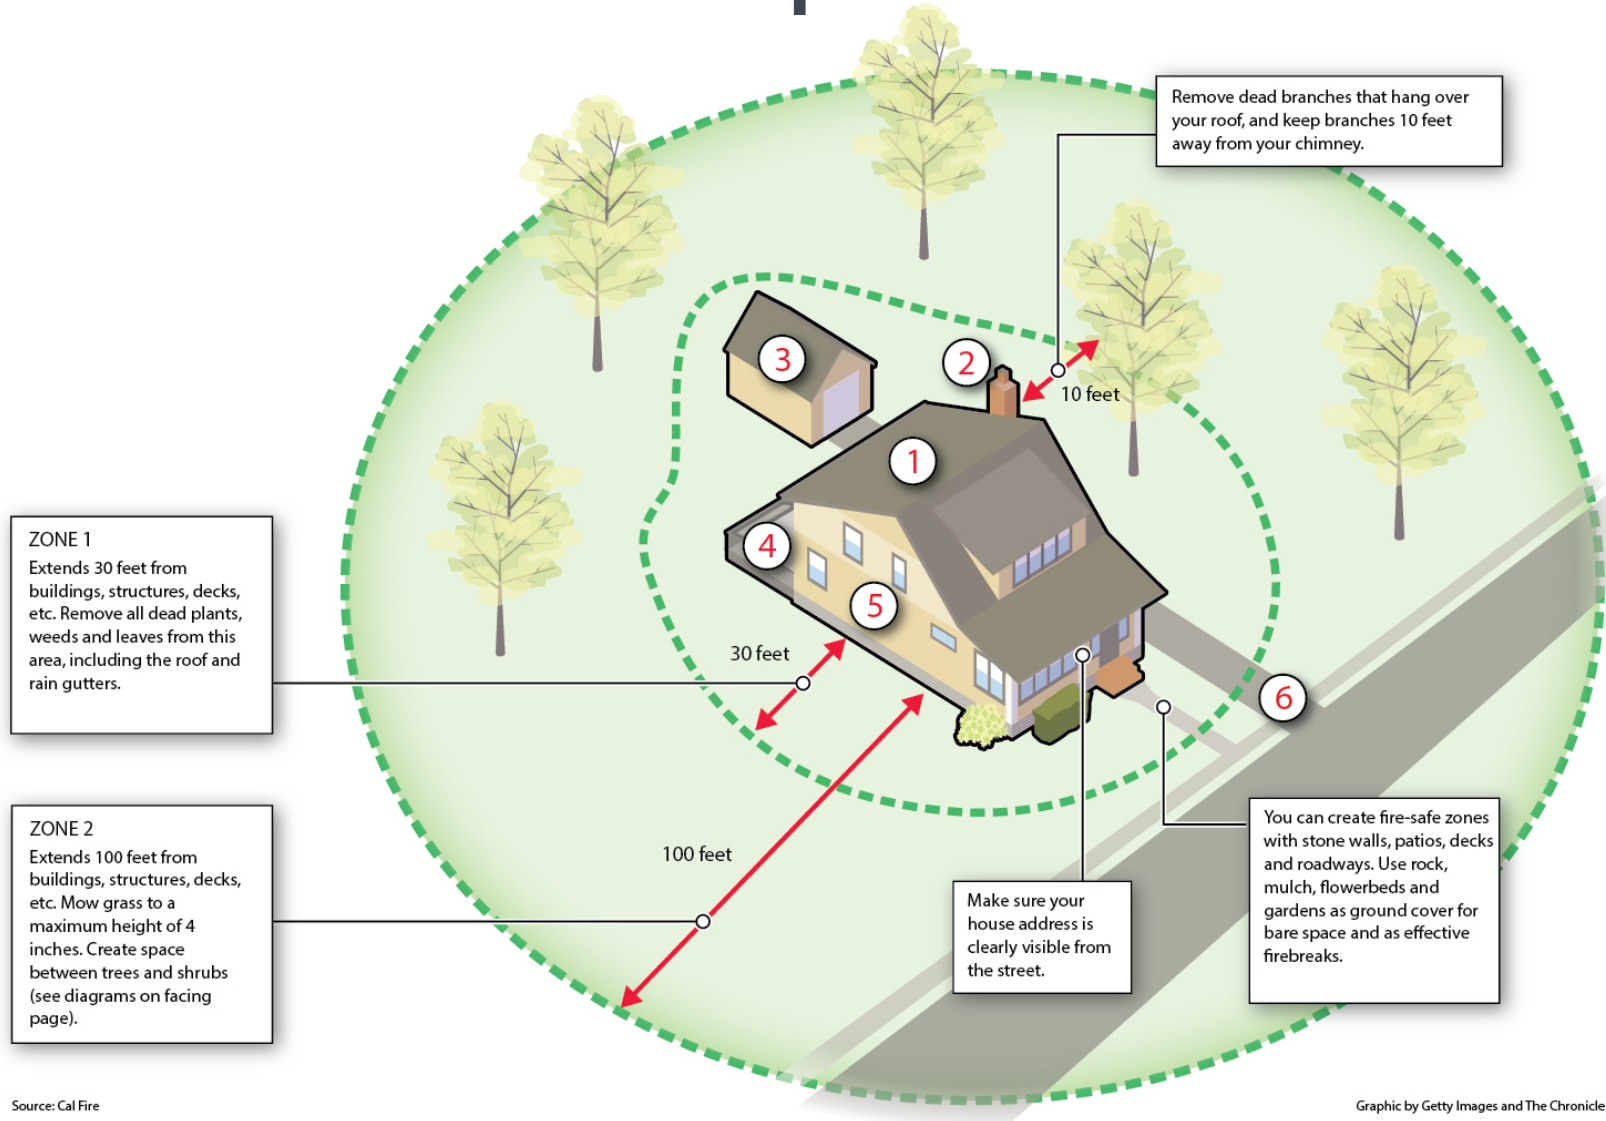 Remove dead branches that hang over
your roof, and keep branches 10 feet
away from your chimney.
3
2
10 feet
1
4
5
ZONE 1
Extends 30 feet from
buildings, structures, decks,
etc. Remove all dead plants,
weeds and leaves from this
area, including the roof and
rain gutters.
30 feet
6
ZONE 2
Extends 100 feet from
buildings, structures, decks,
etc. Mow grass to a
maximum height of 4
inches. Create space
between trees and shrubs
(see diagrams on facing
page).
100 feet
Make sure your
house address is
clearly visible from
the street.
You can create fire-safe zones
with stone walls, patios, decks
and roadways. Use rock,
mulch, flowerbeds and
gardens as ground cover for
bare space and as effective
firebreaks.
Source: Cal Fire
Graphic by Getty Images and The Chronicle